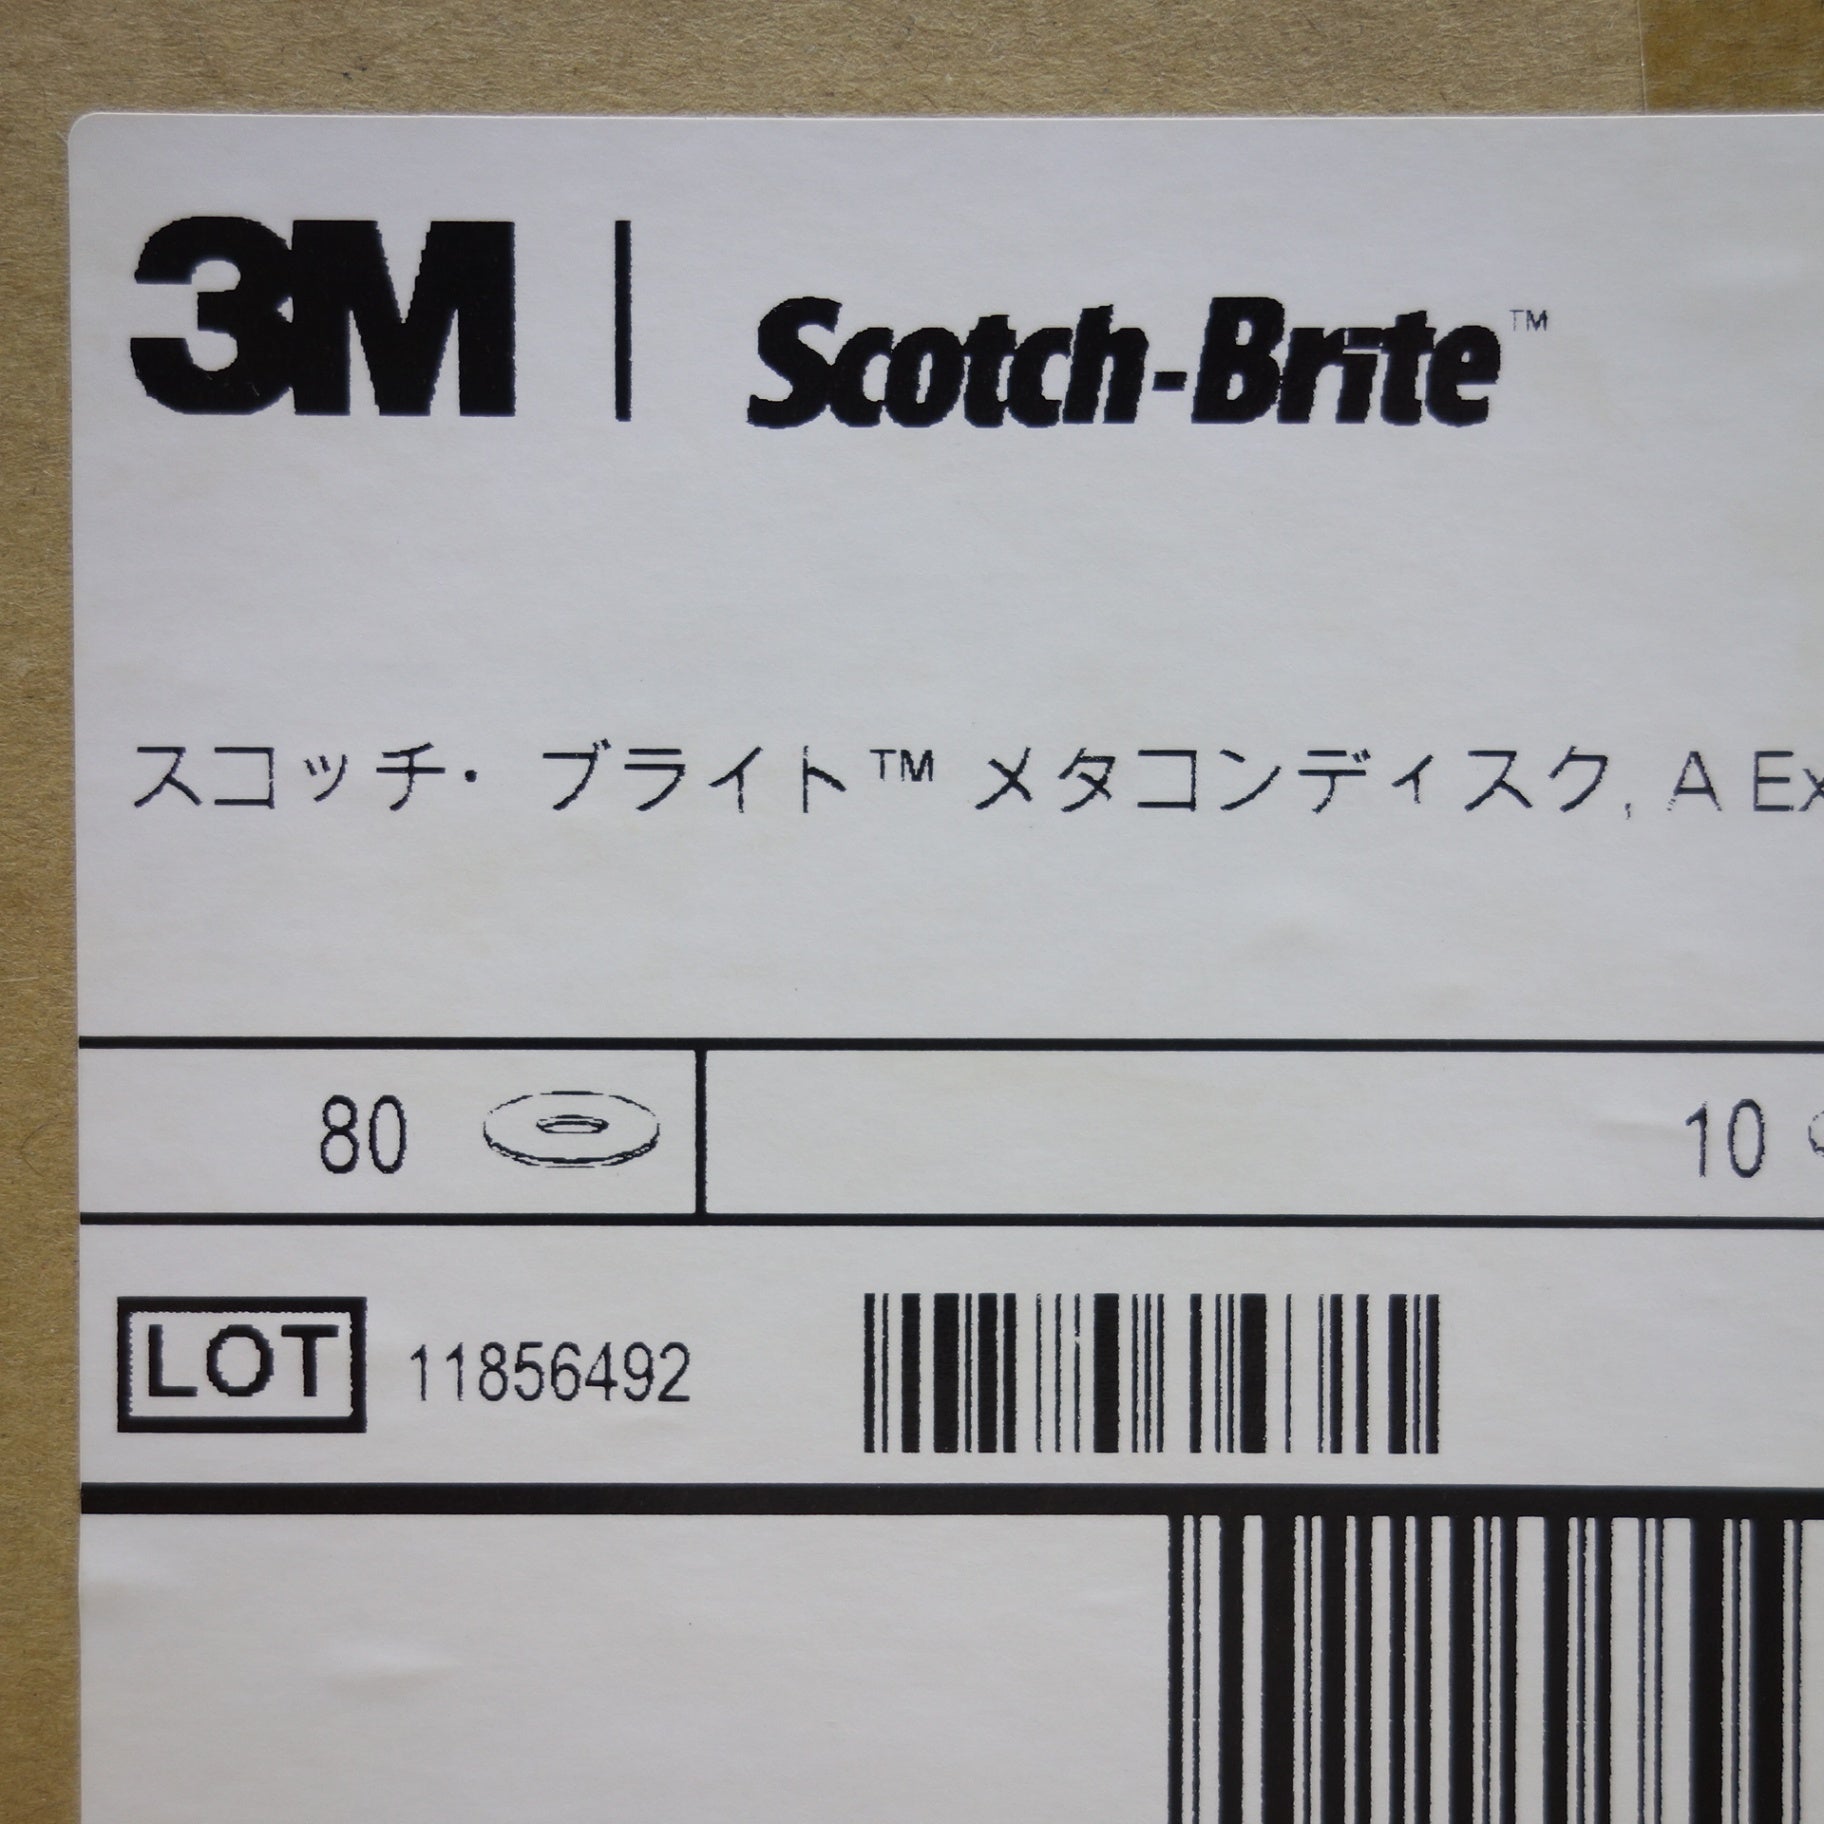 3M | Scotch-Brite™
スコッチ・ブライト™ メタコンディスク, A Ex
80 10
LOT 11856492